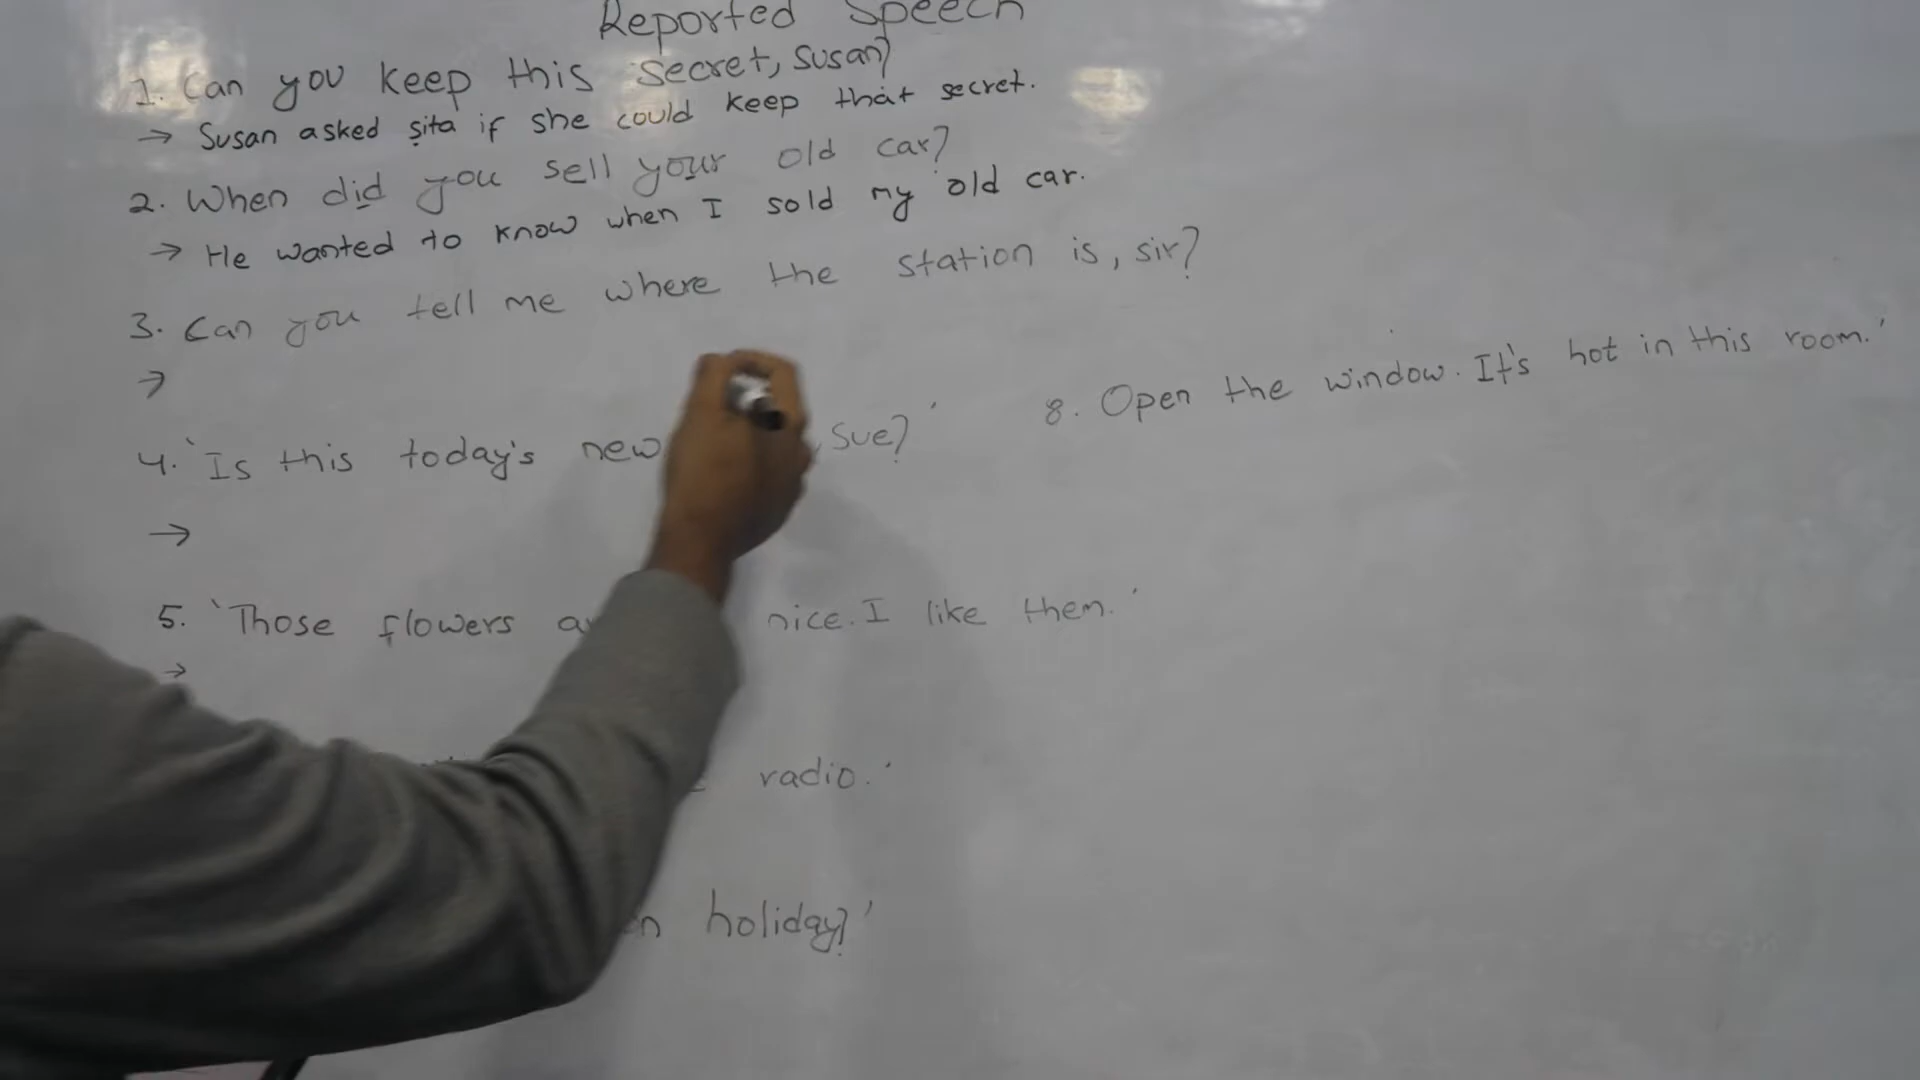 Reported Speech
1. Can you keep this secret, Susan?
→ Susan asked sita if she could keep that secret.
2. When did you sell your old car?
→ He wanted to know when I sold my old car.
3. Can you tell me where the station is, sir?
→
4. 'Is this today's , Sue?'
→
5. 'Those flowers nice. I like them.'
→
radio.'
holiday?'
8. Open the window. It's hot in this room.'